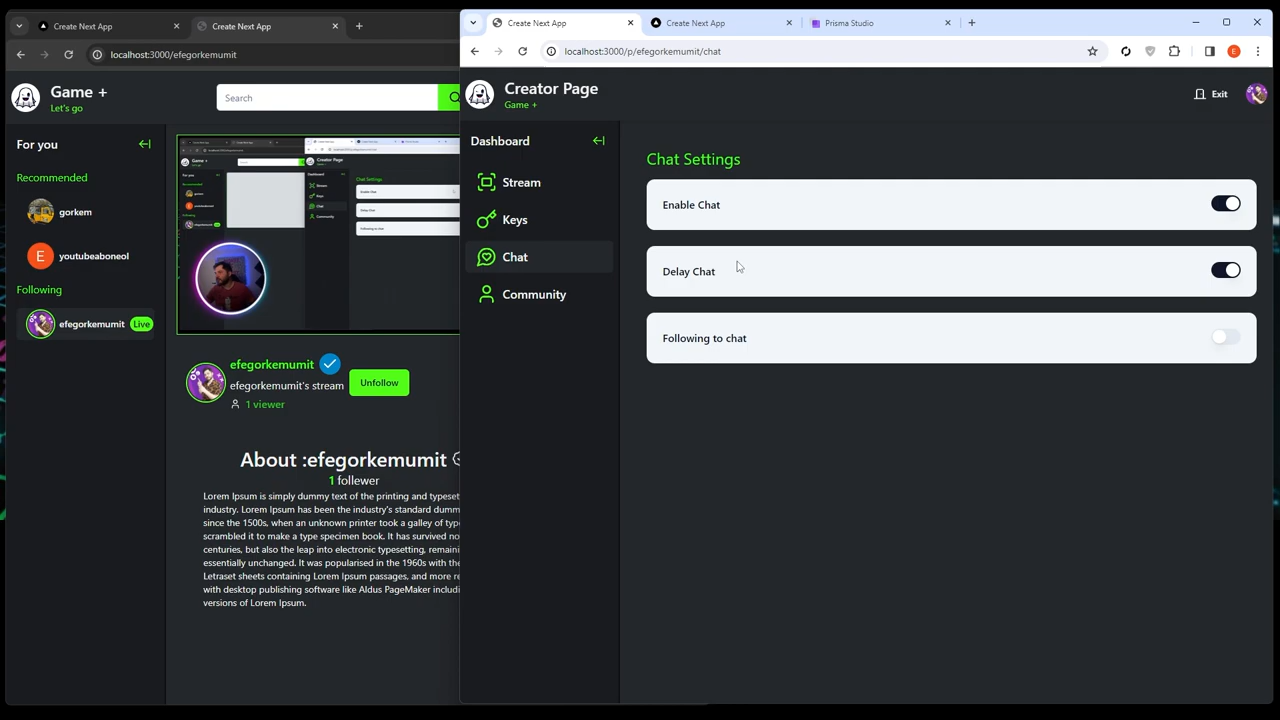 Create Next App
Create Next App
localhost:3000/efegorkemumit
Game +
Let's go
Search
For you
Recommended
gorkem
E
youtubeaboneol
Following
efegorkemumit
Live
efegorkemumit
efegorkemumit's stream
1 viewer
Unfollow
About :efegorkemumit
1 follewer
Lorem Ipsum is simply dummy text of the printing and typeset
industry. Lorem Ipsum has been the industry's standard dumm
since the 1500s, when an unknown printer took a galley of typ
scrambled it to make a type specimen book. It has survived no
centuries, but also the leap into electronic typesetting, remaini
essentially unchanged. It was popularised in the 1960s with the
Letraset sheets containing Lorem Ipsum passages, and more re
with desktop publishing software like Aldus PageMaker includi
versions of Lorem Ipsum.
Create Next App
Create Next App
Prisma Studio
localhost:3000/p/efegorkemumit/chat
E
Creator Page
Game +
Exit
Dashboard
Stream
Keys
Chat
Community
Chat Settings
Enable Chat
Delay Chat
Following to chat